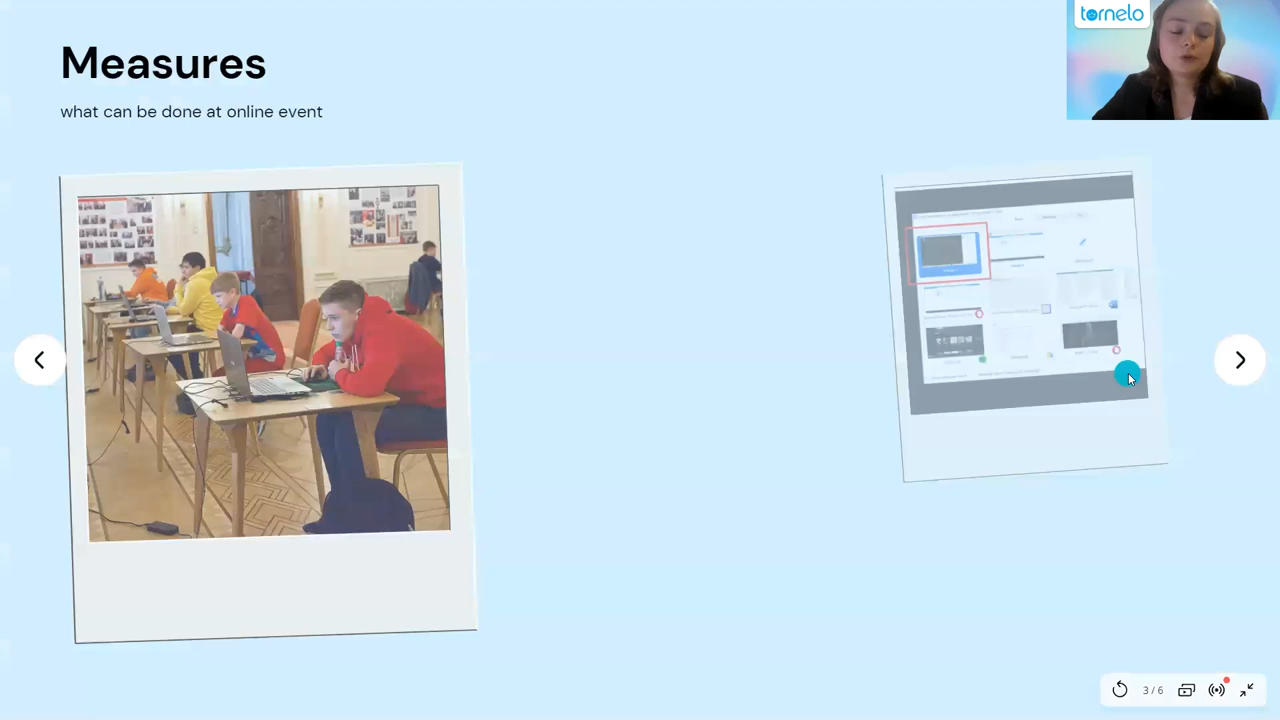 tornelo
Measures
what can be done at online event
3 / 6